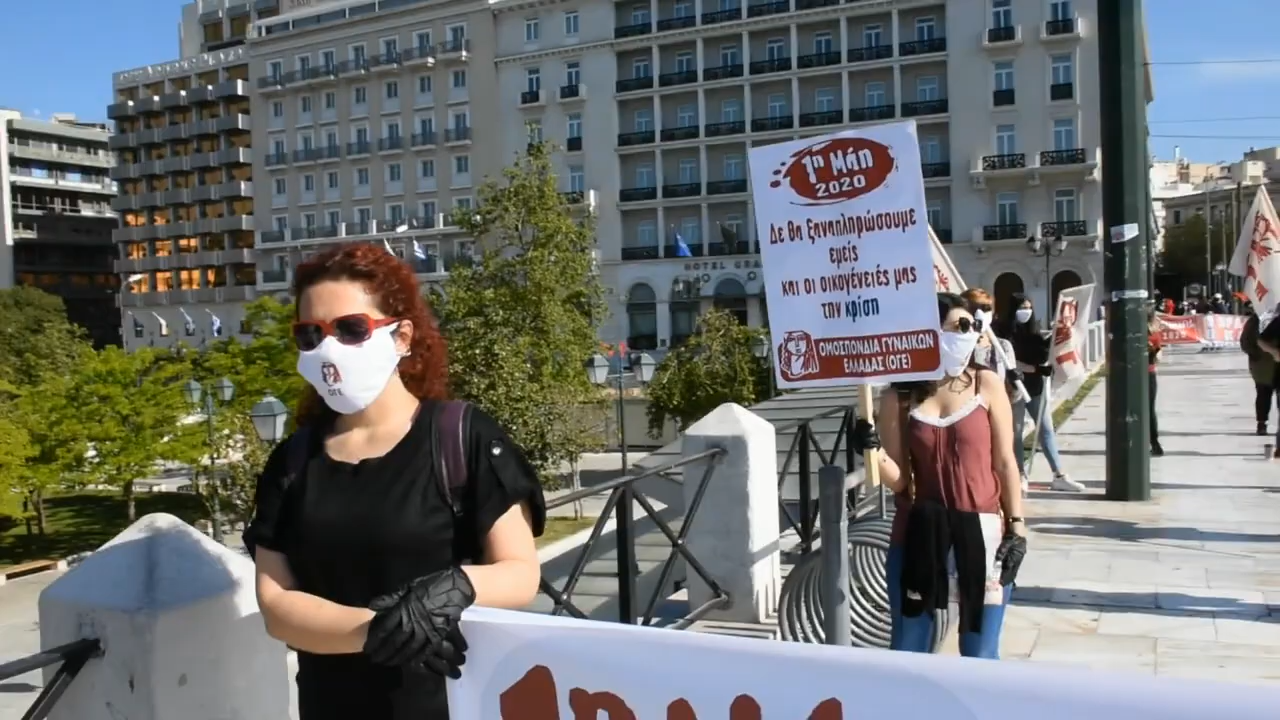 1η Μάη
2020
Δε θα ξαναπληρώσουμε
εμείς
και οι οικογένειές μας
την κρίση
ΟΜΟΣΠΟΝΔΙΑ ΓΥΝΑΙΚΩΝ
ΕΛΛΑΔΑΣ (ΟΓΕ)
ΟΓΕ
HOTEL